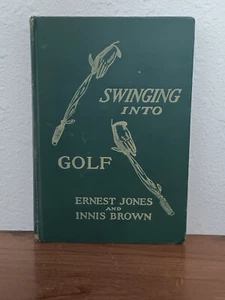 SWINGING
INTO
GOLF
ERNEST JONES
AND
INNIS BROWN